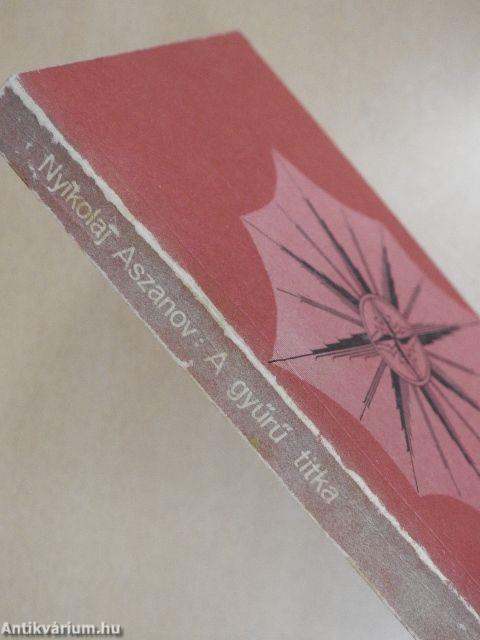 Nyikolaj Aszanov: A gyűrű titka
Antikvárium.hu